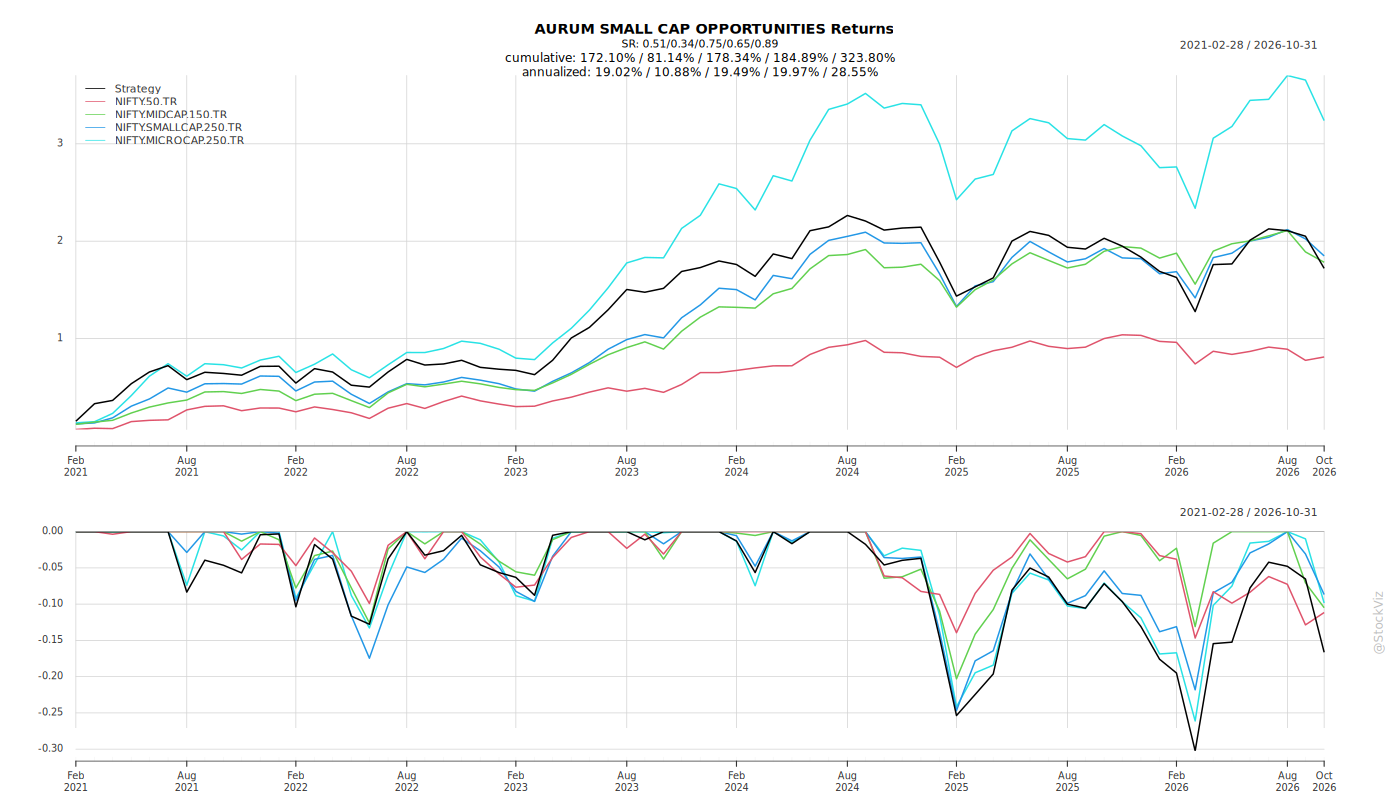 AURUM SMALL CAP OPPORTUNITIES Returns
SR: 0.51/0.34/0.75/0.65/0.89
cumulative: 172.10% / 81.14% / 178.34% / 184.89% / 323.80%
annualized: 19.02% / 10.88% / 19.49% / 19.97% / 28.55%
2021-02-28 / 2026-10-31
Strategy
NIFTY.50.TR
NIFTY.MIDCAP.150.TR
NIFTY.SMALLCAP.250.TR
NIFTY.MICROCAP.250.TR
3
2
1
Feb Aug Feb Aug Feb Aug Feb Aug Feb Aug Feb Aug Oct
2021 2021 2022 2022 2023 2023 2024 2024 2025 2025 2026 2026 2026
2021-02-28 / 2026-10-31
0.00
-0.05
-0.10
-0.15
-0.20
-0.25
-0.30
Feb Aug Feb Aug Feb Aug Feb Aug Feb Aug Feb Aug Oct
2021 2021 2022 2022 2023 2023 2024 2024 2025 2025 2026 2026 2026
@StockViz